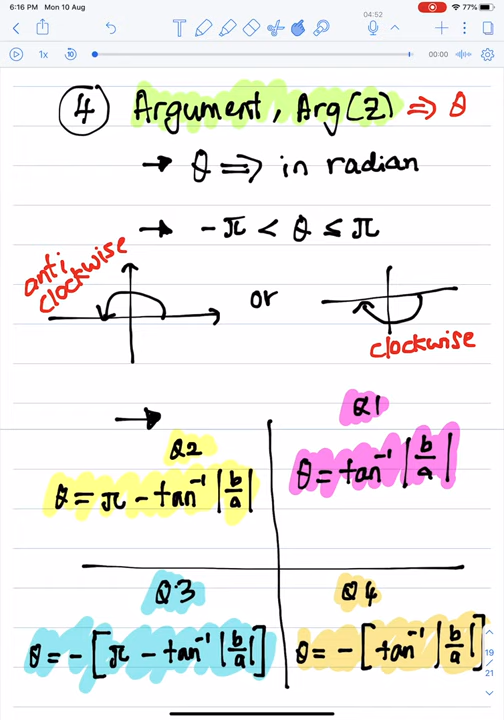 6:16 PM Mon 10 Aug
77%
04:52
1x
10
00:00
4 Argument, Arg(Z) ⇒ θ
→ θ ⇒ in radian
→ -π < θ ≤ π
anti
clockwise
or
clockwise
→
Q1
θ = tan⁻¹ |b/a|
Q2
θ = π - tan⁻¹ |b/a|
Q3
θ = - [π - tan⁻¹ |b/a|]
Q4
θ = - [tan⁻¹ |b/a|]
19
/
21